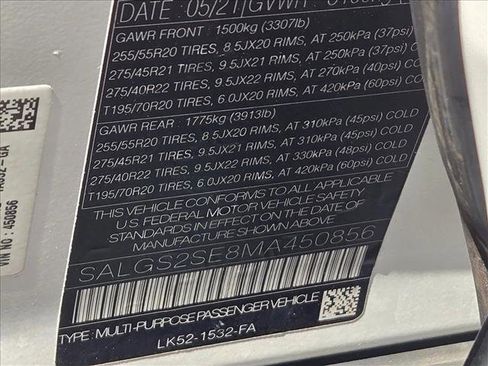 DATE: 05/21/GVWR
GAWR FRONT : 1500kg (3307lb)
255/55R20 TIRES, 8.5JX20 RIMS, AT 250kPa (37psi)
275/45R21 TIRES, 9.5JX21 RIMS, AT 250kPa (37psi)
275/40R22 TIRES, 9.5JX22 RIMS, AT 270kPa (40psi) CO
T195/70R20 TIRES, 6.0JX20 RIMS, AT 420kPa (60psi) CO
GAWR REAR : 1775kg (3913lb)
255/55R20 TIRES, 8.5JX20 RIMS, AT 310kPa (45psi) COLD
275/45R21 TIRES, 9.5JX21 RIMS, AT 310kPa (45psi) COLD
275/40R22 TIRES, 9.5JX22 RIMS, AT 330kPa (48psi) COLD
T195/70R20 TIRES, 6.0JX20 RIMS, AT 420kPa (60psi) COLD
THIS VEHICLE CONFORMS TO ALL APPLICABLE
U.S. FEDERAL MOTOR VEHICLE SAFETY
STANDARDS IN EFFECT ON THE DATE OF
MANUFACTURE SHOWN ABOVE
SALGS2SE8MA450856
TYPE: MULTI-PURPOSE PASSENGER VEHICLE
LK52-1532-FA
VIN NO : 450856